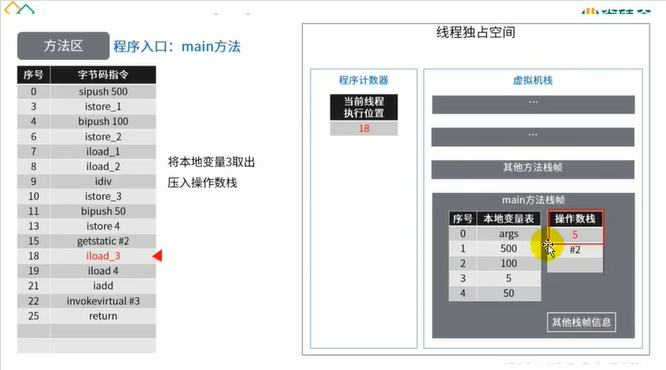 方法区
程序入口：main方法
序号 字节码指令
0 sipush 500
3 istore_1
4 bipush 100
6 istore_2
7 iload_1
8 iload_2
9 idiv
10 istore_3
11 bipush 50
13 istore 4
15 getstatic #2
18 iload_3
19 iload 4
21 iadd
22 invokevirtual #3
25 return
将本地变量3取出
压入操作数栈
线程独占空间
程序计数器
当前线程
执行位置
18
虚拟机栈
...
...
其他方法栈帧
main方法栈帧
序号 本地变量表
0 args
1 500
2 100
3 5
4 50
操作数栈
5
#2
其他栈帧信息